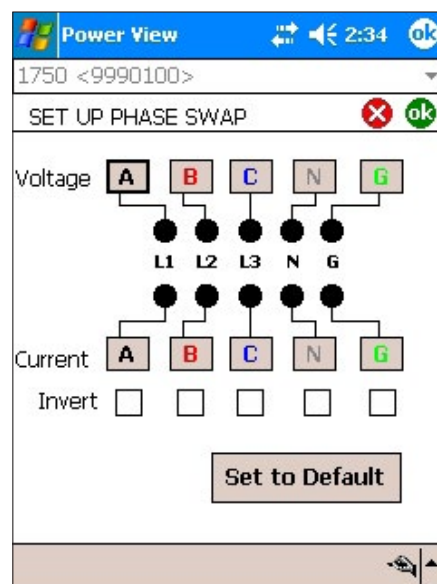 Power View 2:34 ok
1750 <9990100>
SET UP PHASE SWAP ok
Voltage A B C N G
L1 L2 L3 N G
Current A B C N G
Invert
Set to Default